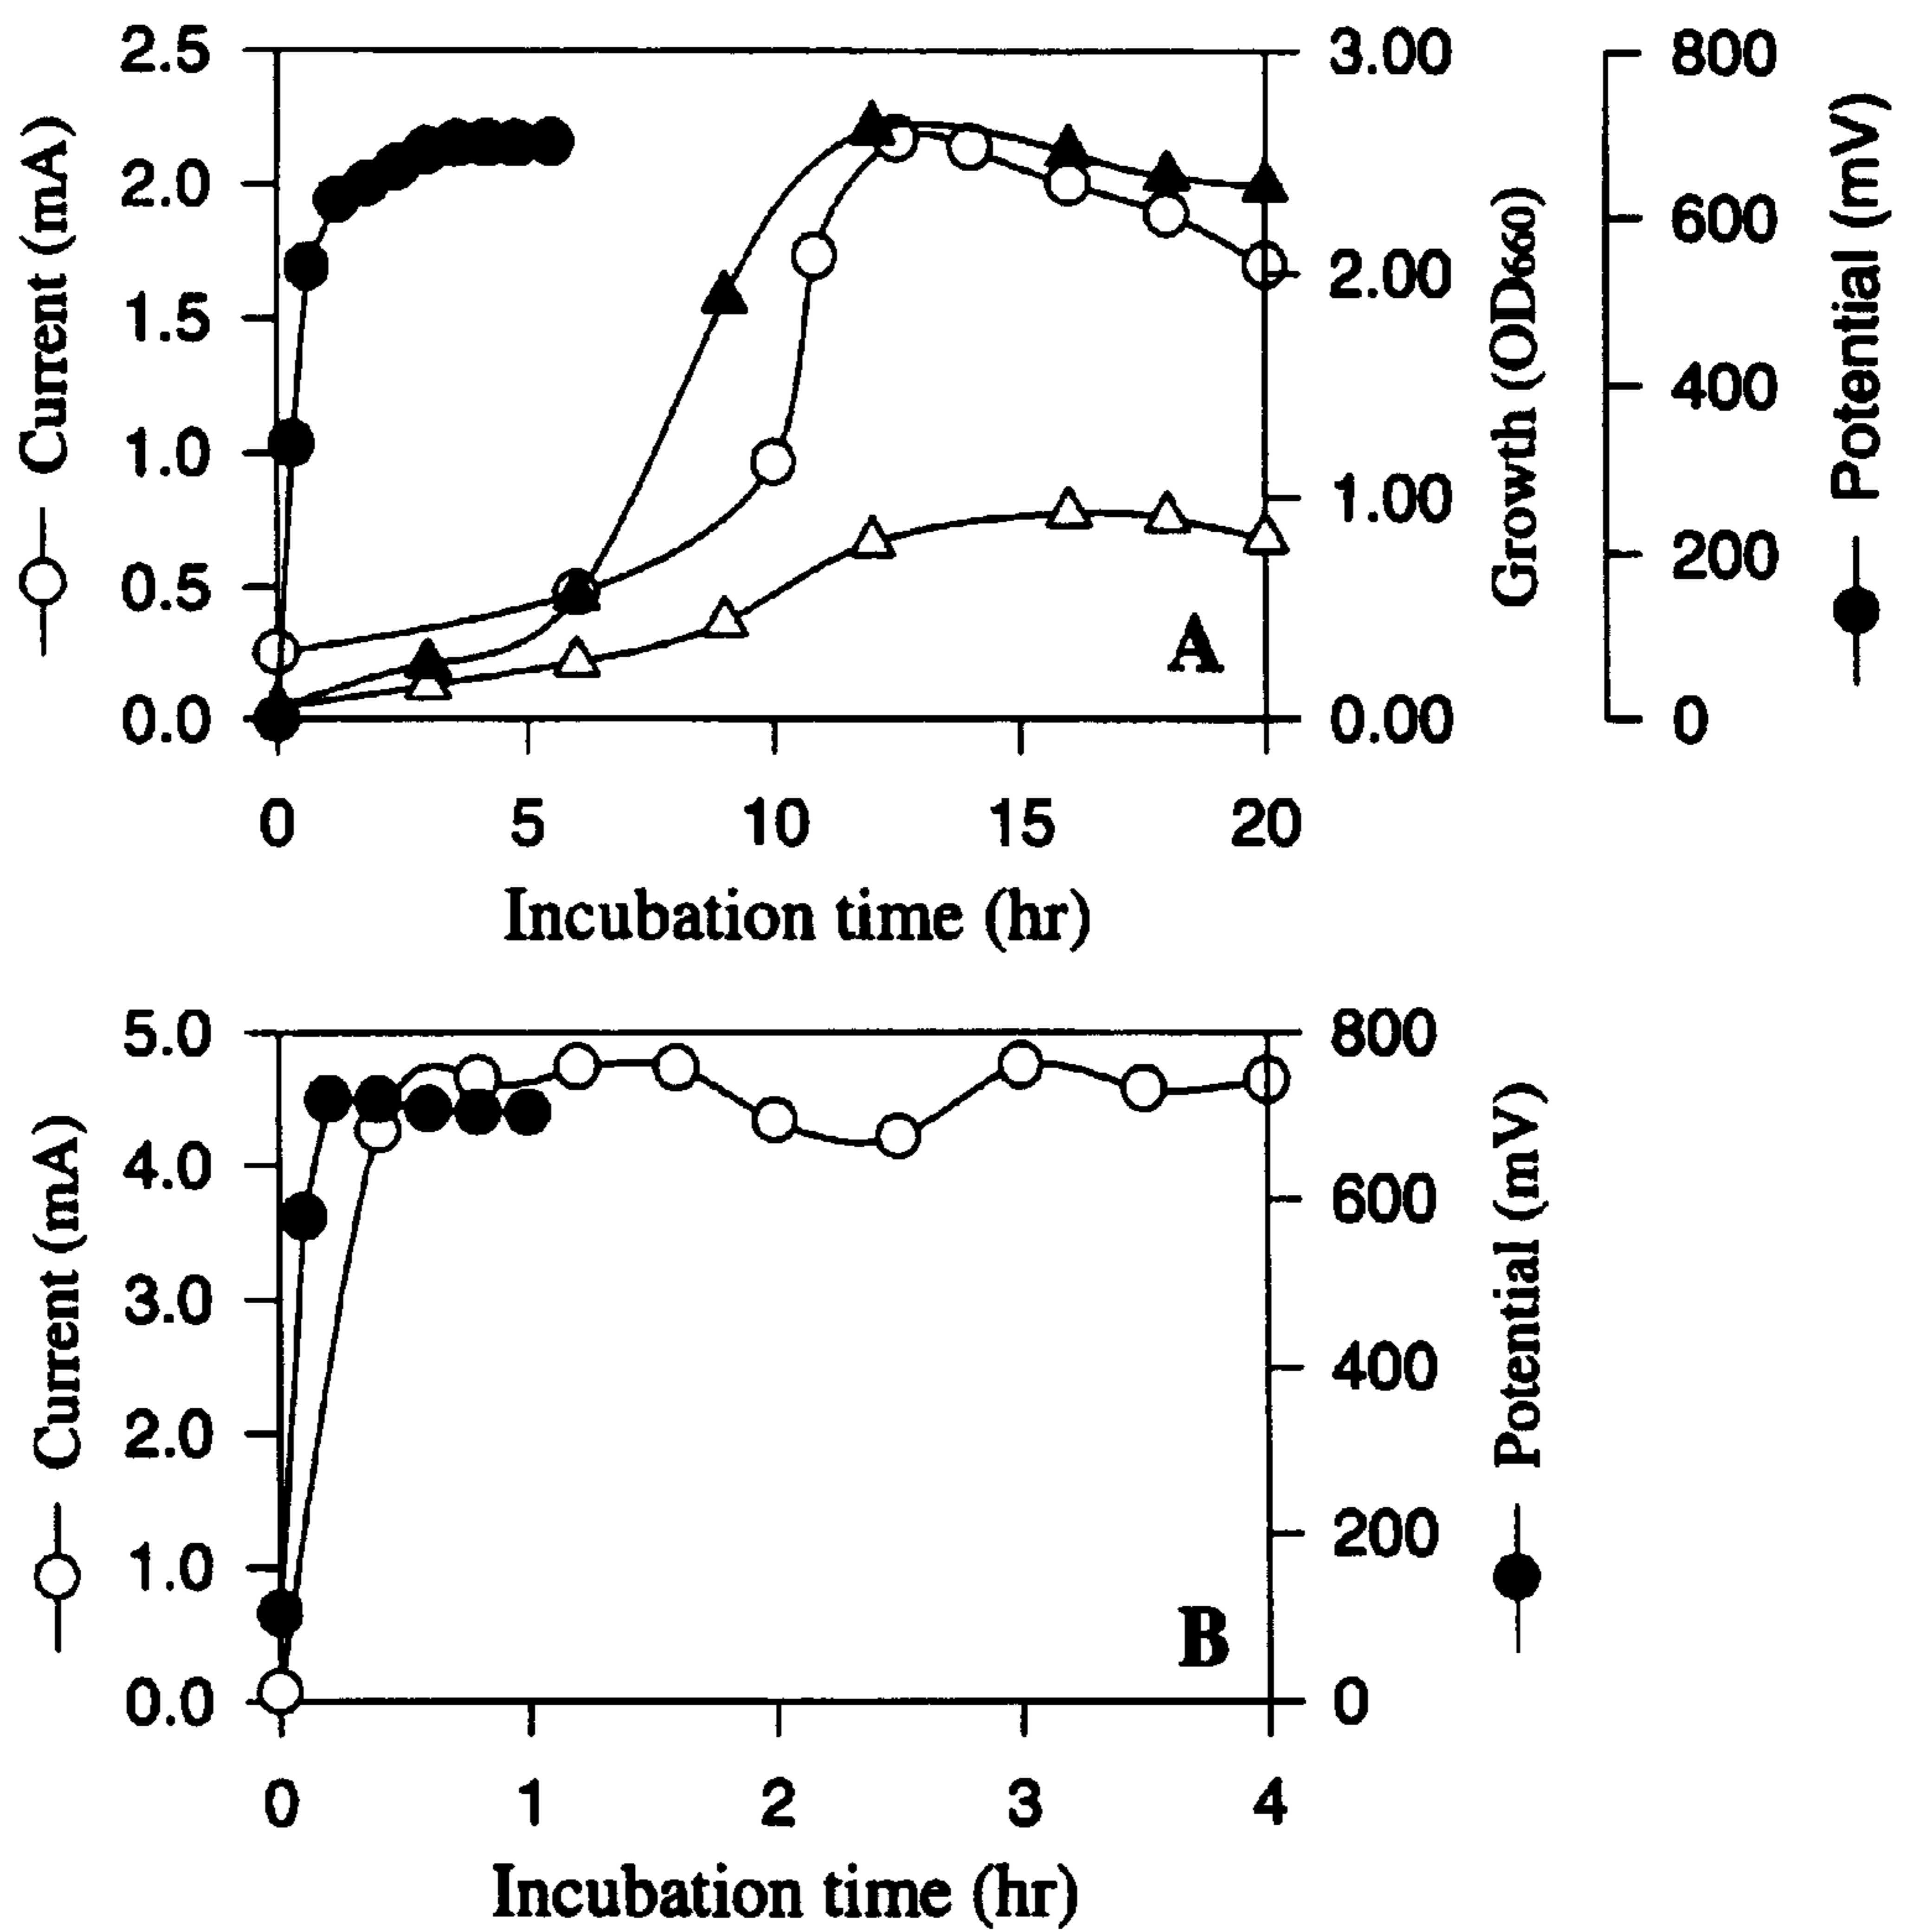 2.5
2.0
1.5
1.0
0.5
0.0
Current (mA)
3.00
2.00
1.00
0.00
Growth (OD660)
800
600
400
200
0
Potential (mV)
A
0 5 10 15 20
Incubation time (hr)
5.0
4.0
3.0
2.0
1.0
0.0
Current (mA)
800
600
400
200
0
Potential (mV)
B
0 1 2 3 4
Incubation time (hr)